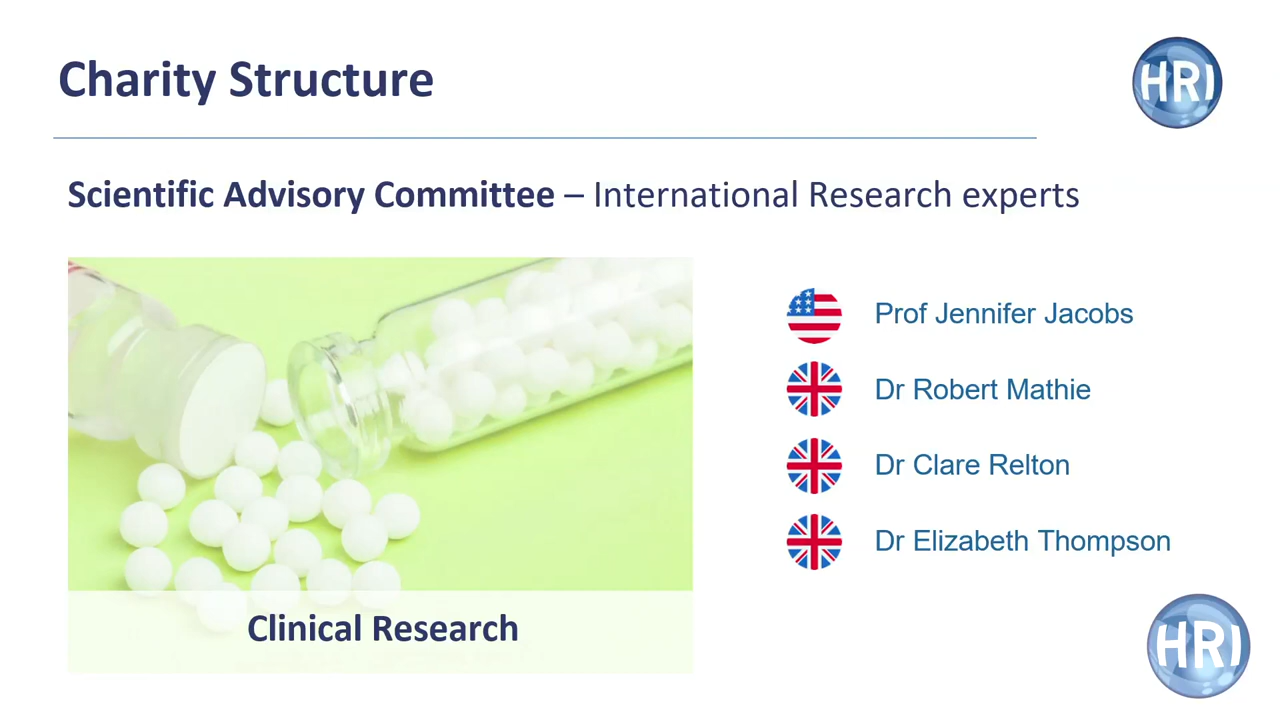 Charity Structure
HRI
Scientific Advisory Committee – International Research experts
Prof Jennifer Jacobs
Dr Robert Mathie
Dr Clare Relton
Dr Elizabeth Thompson
Clinical Research
HRI